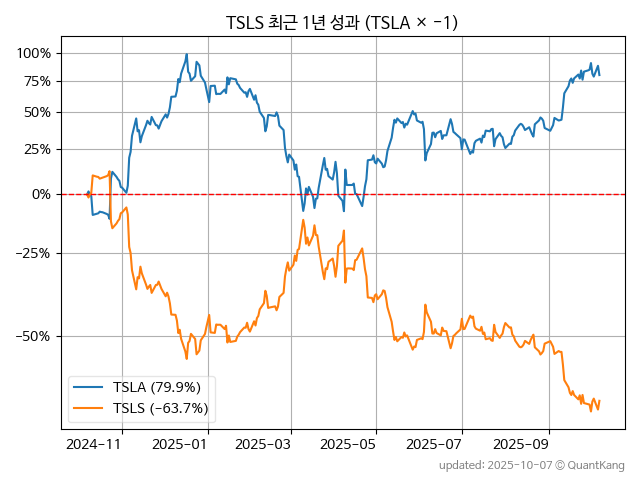 TSLS 최근 1년 성과 (TSLA × −1)
100%
75%
50%
25%
0%
−25%
−50%
TSLA (79.9%)
TSLS (−63.7%)
2024-11 2025-01 2025-03 2025-05 2025-07 2025-09
updated: 2025-10-07 © QuantKang